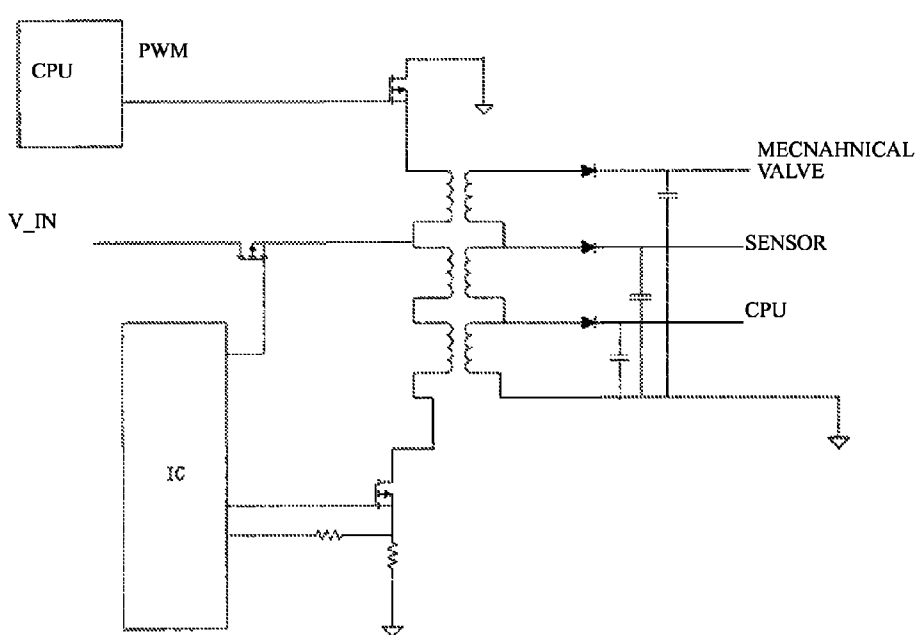 CPU
PWM
MECNAHNICAL
VALVE
V_IN
SENSOR
CPU
IC